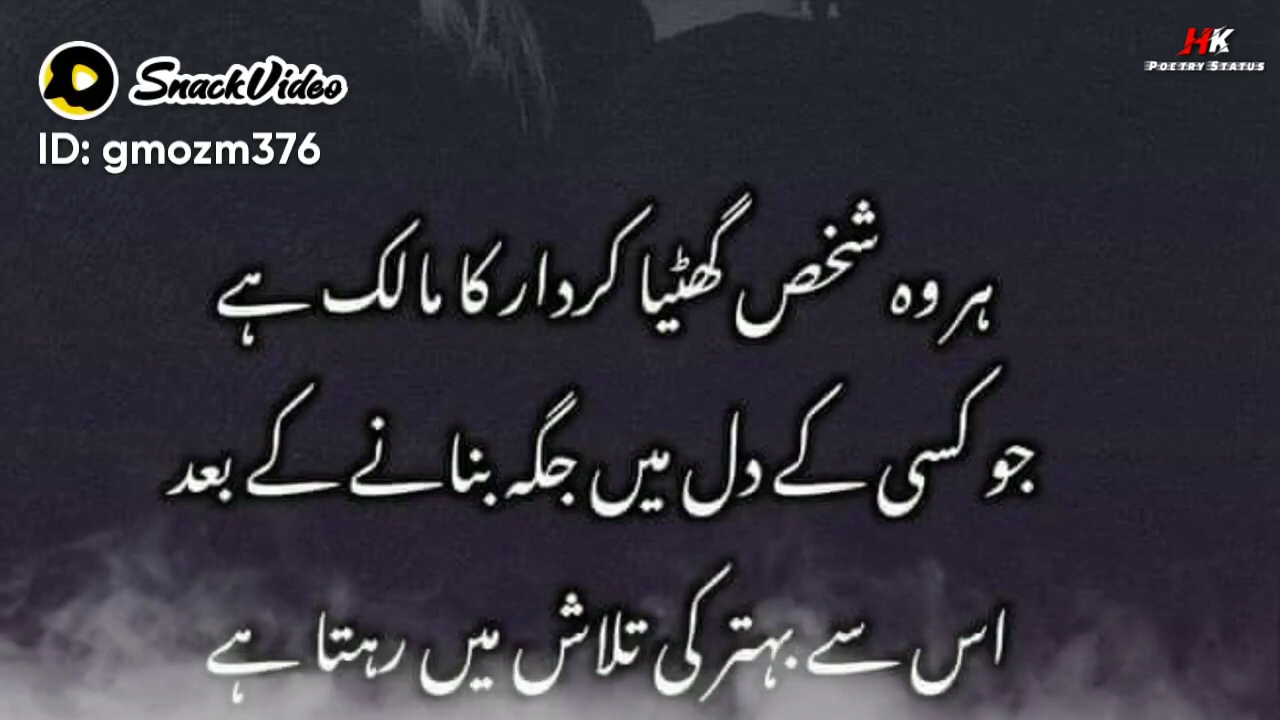 SnackVideo
ID: gmozm376
HK
POETRY STATUS
ہر وہ شخص گھٹیا کردار کا مالک ہے
جو کسی کے دل میں جگہ بنانے کے بعد
اس سے بہتر کی تلاش میں رہتا ہے